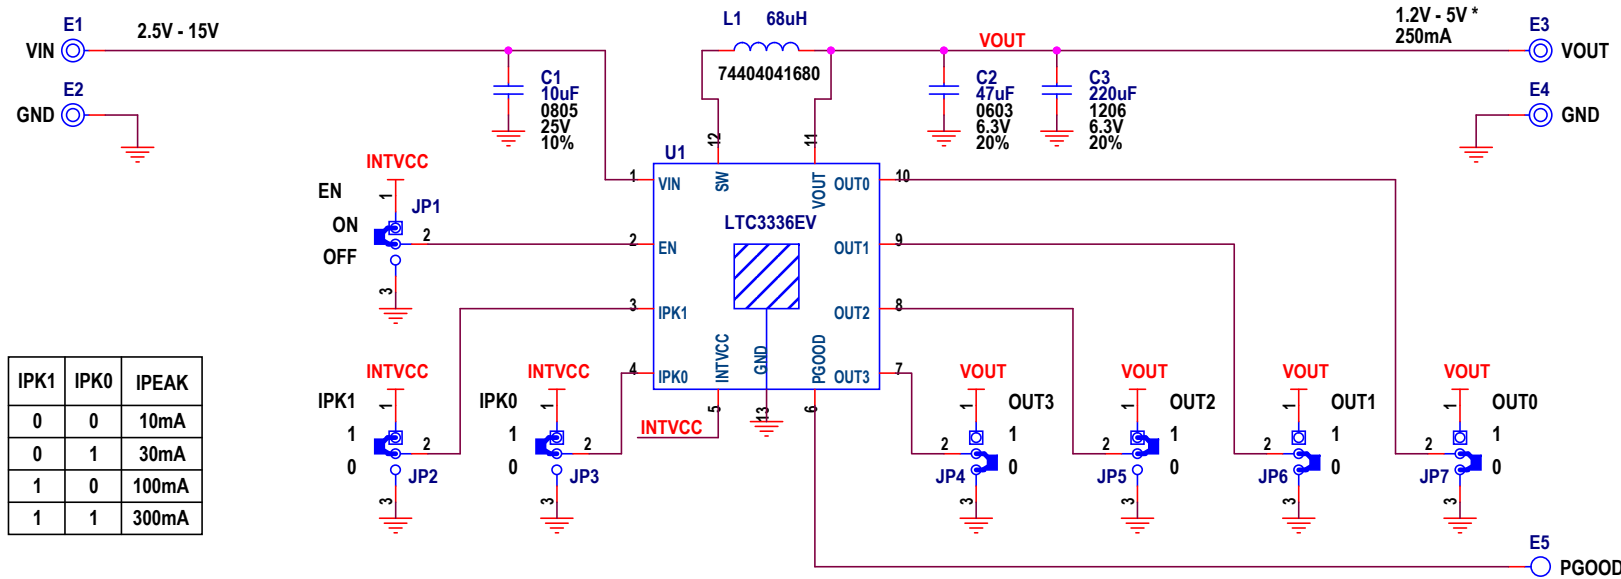 E1
VIN
2.5V - 15V
E2
GND
L1 68uH
74404041680
VOUT
1.2V - 5V *
250mA
E3
VOUT
E4
GND
C1
10uF
0805
25V
10%
C2
47uF
0603
6.3V
20%
C3
220uF
1206
6.3V
20%
U1
LTC3336EV
12
SW
11
VOUT
1
VIN
2
EN
3
IPK1
4
IPK0
INTVCC
5
GND
13
PGOOD
6
OUT0
10
OUT1
9
OUT2
8
OUT3
7
INTVCC
INTVCC
EN
1
JP1
ON
2
OFF
3
IPK1 IPK0 IPEAK
0 0 10mA
0 1 30mA
1 0 100mA
1 1 300mA
INTVCC
IPK1
1
1
2
0
JP2
3
INTVCC
IPK0
1
1
2
0
JP3
3
VOUT
1
OUT3
1
2
0
JP4
3
VOUT
1
OUT2
1
2
0
JP5
3
VOUT
1
OUT1
1
2
0
JP6
3
VOUT
1
OUT0
1
2
0
JP7
3
E5
PGOOD